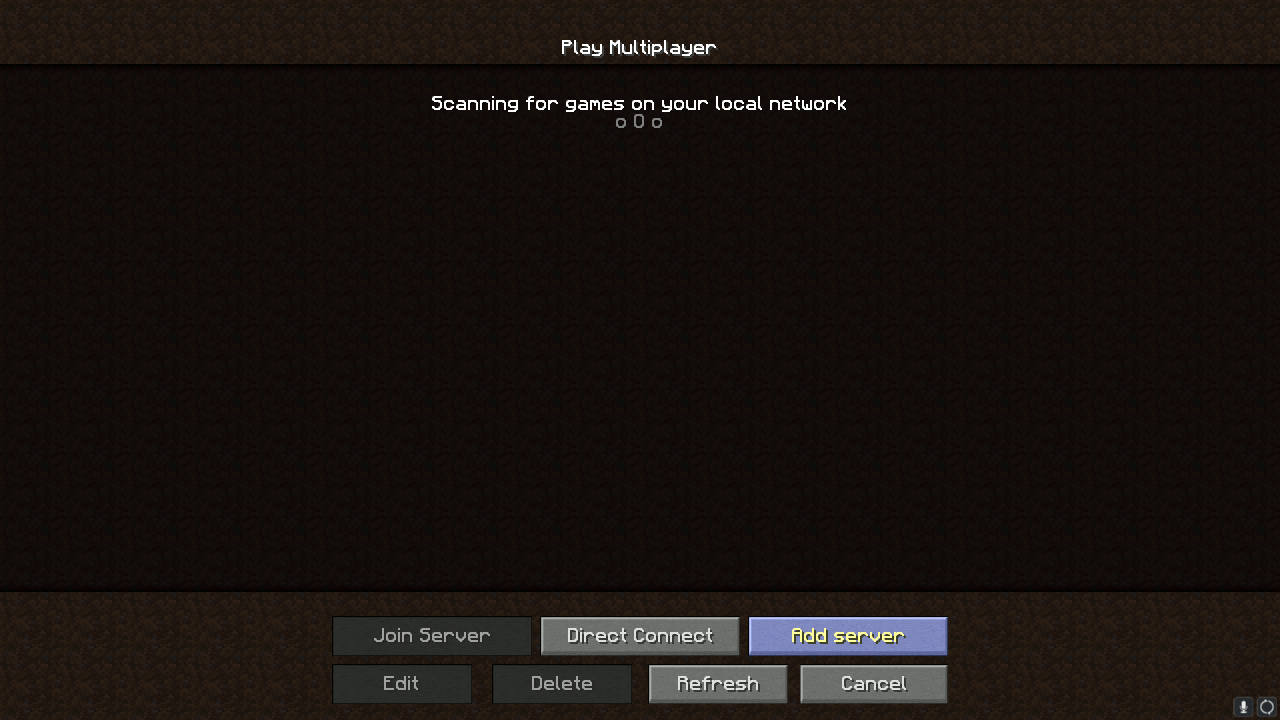 Play Multiplayer
Scanning for games on your local network
o O o
Join Server
Direct Connect
Add server
Edit
Delete
Refresh
Cancel